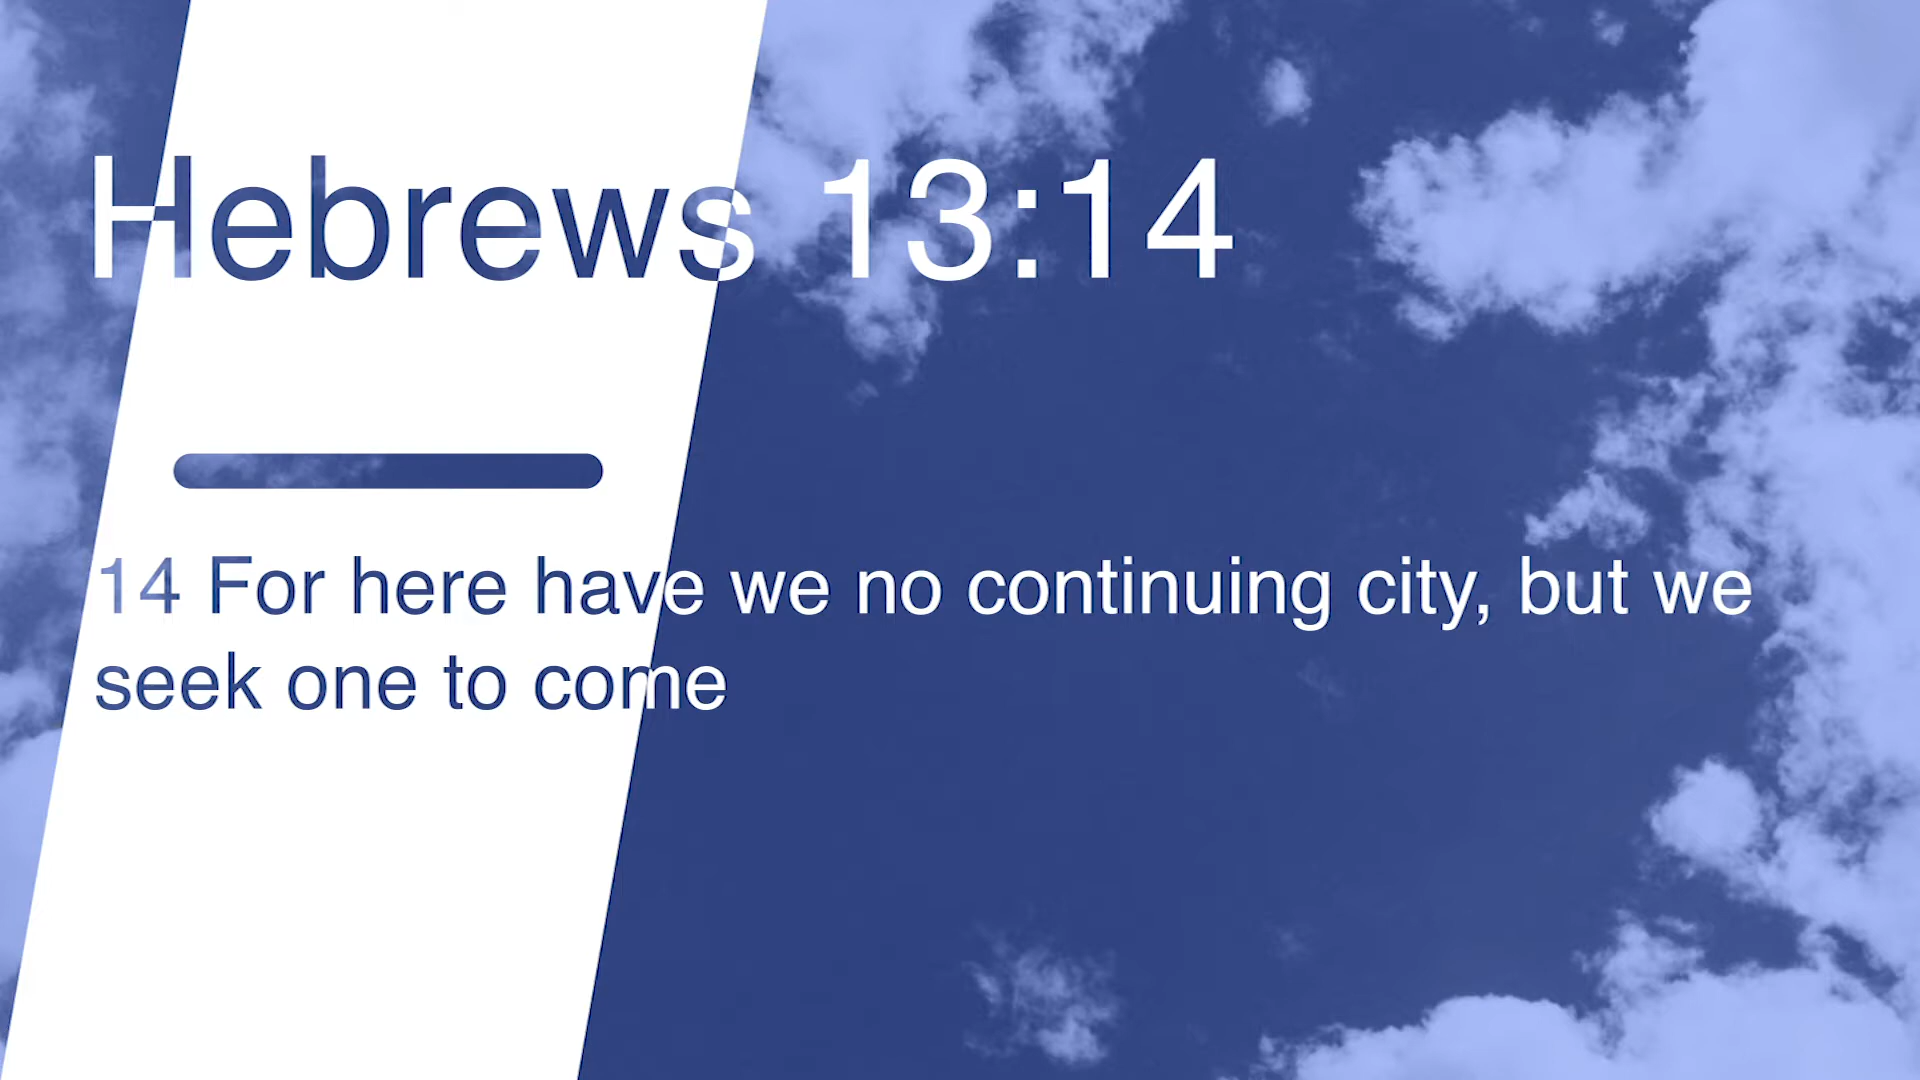 Hebrews 13:14
14 For here have we no continuing city, but we
seek one to come